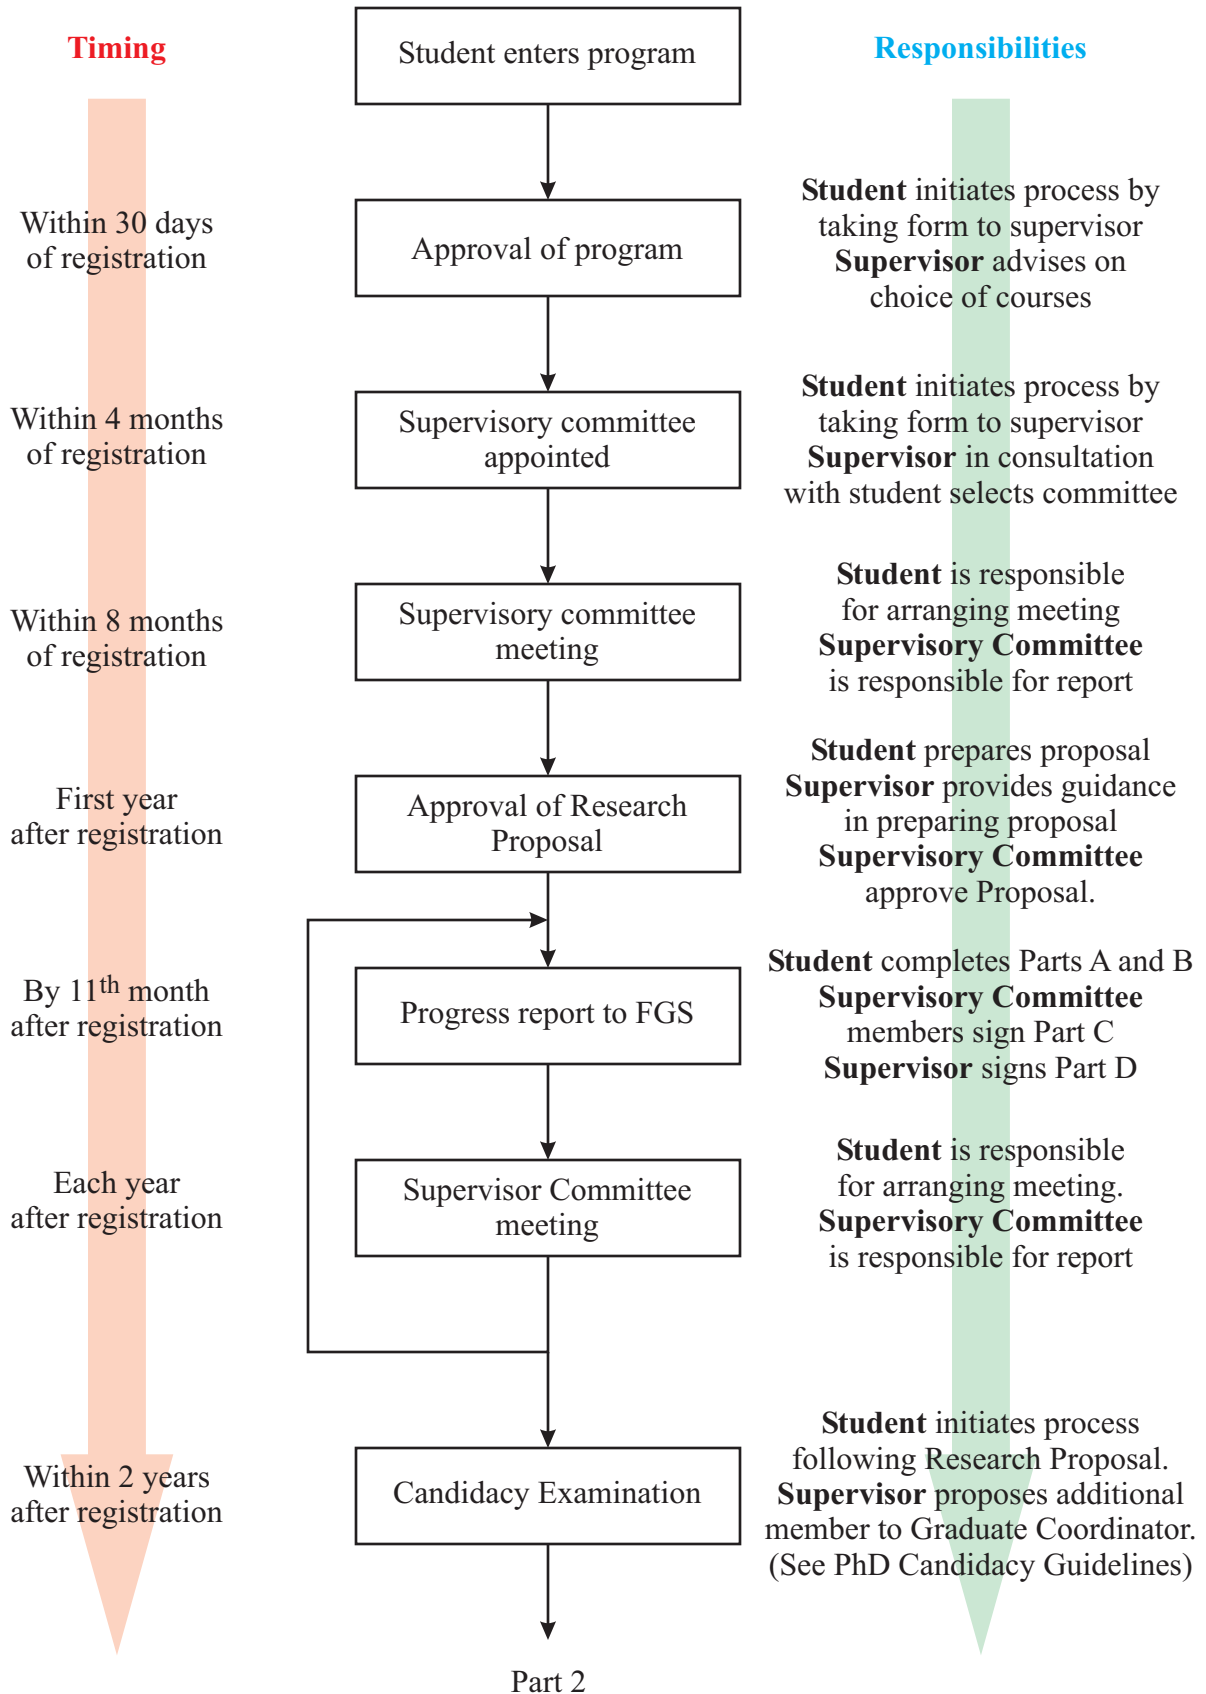 Timing
Student enters program
Responsibilities
Within 30 days
of registration
Approval of program
Student initiates process by
taking form to supervisor
Supervisor advises on
choice of courses
Within 4 months
of registration
Supervisory committee
appointed
Student initiates process by
taking form to supervisor
Supervisor in consultation
with student selects committee
Within 8 months
of registration
Supervisory committee
meeting
Student is responsible
for arranging meeting
Supervisory Committee
is responsible for report
First year
after registration
Approval of Research
Proposal
Student prepares proposal
Supervisor provides guidance
in preparing proposal
Supervisory Committee
approve Proposal.
By 11th month
after registration
Progress report to FGS
Student completes Parts A and B
Supervisory Committee
members sign Part C
Supervisor signs Part D
Each year
after registration
Supervisor Committee
meeting
Student is responsible
for arranging meeting.
Supervisory Committee
is responsible for report
Within 2 years
after registration
Candidacy Examination
Student initiates process
following Research Proposal.
Supervisor proposes additional
member to Graduate Coordinator.
(See PhD Candidacy Guidelines)
Part 2